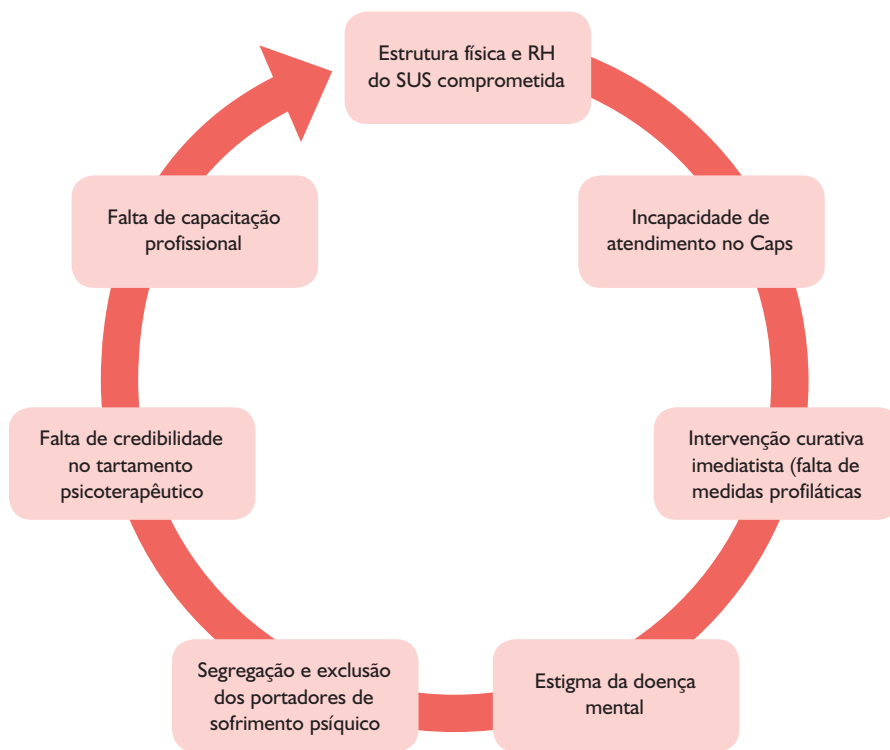 Estrutura física e RH
do SUS comprometida
Incapacidade de
atendimento no Caps
Intervenção curativa
imediatista (falta de
medidas profiláticas
Estigma da doença
mental
Segregação e exclusão
dos portadores de
sofrimento psíquico
Falta de credibilidade
no tartamento
psicoterapêutico
Falta de capacitação
profissional